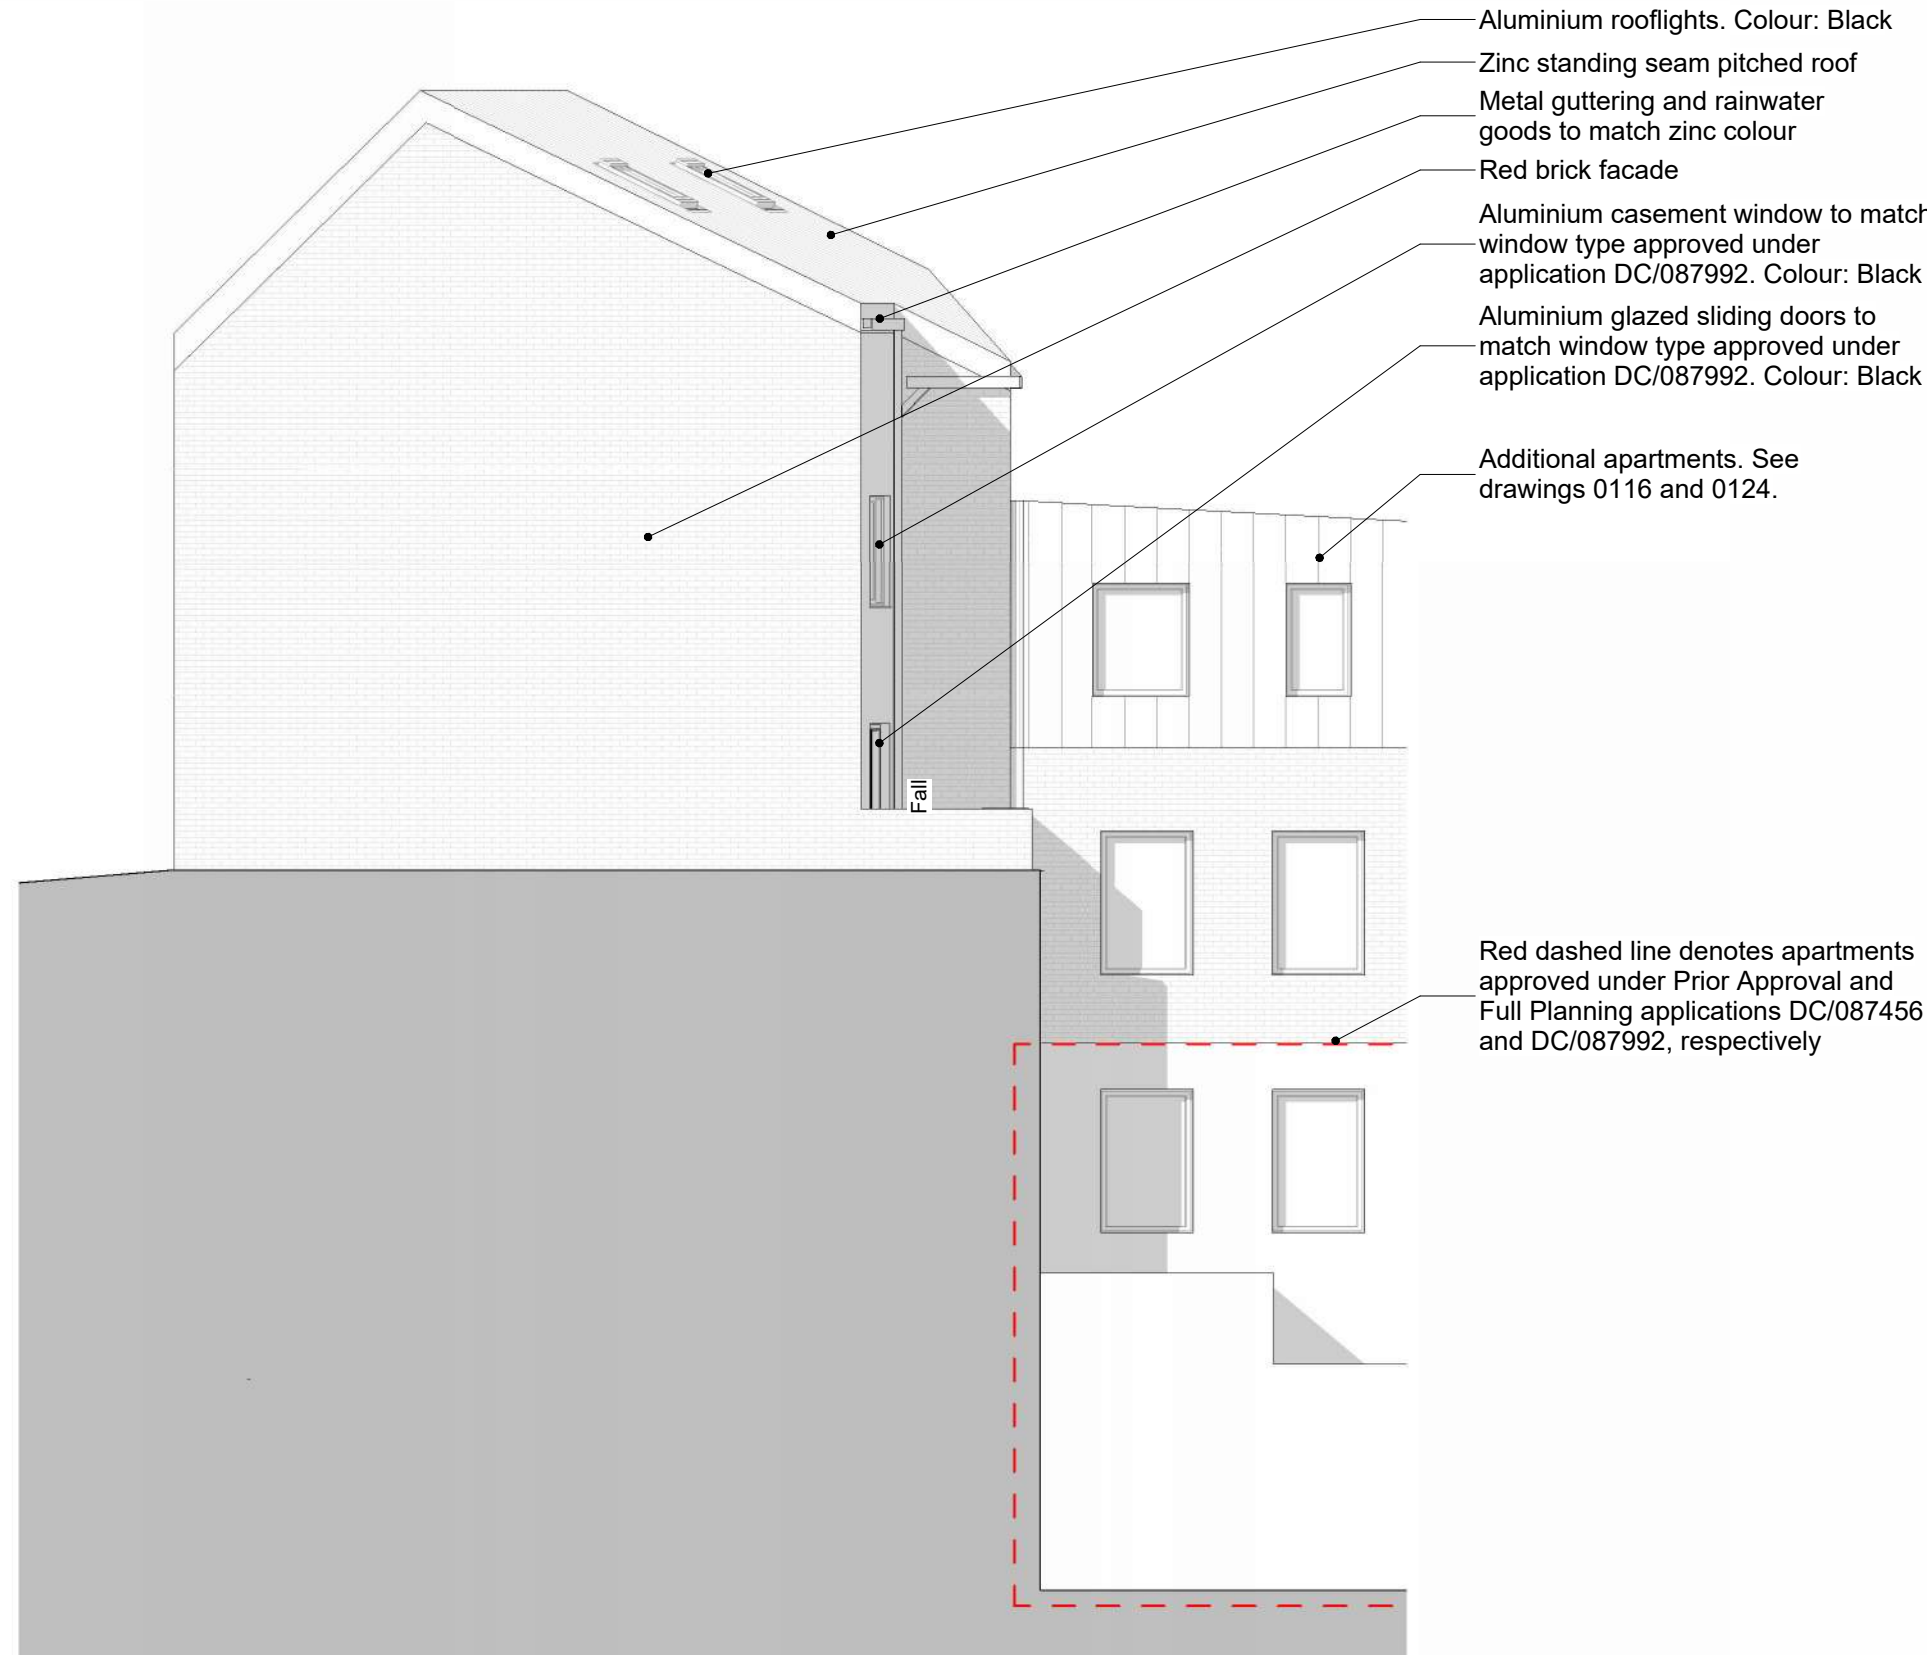 Aluminium rooflights. Colour: Black
Zinc standing seam pitched roof
Metal guttering and rainwater
goods to match zinc colour
Red brick facade
Aluminium casement window to match
window type approved under
application DC/087992. Colour: Black
Aluminium glazed sliding doors to
match window type approved under
application DC/087992. Colour: Black
Additional apartments. See
drawings 0116 and 0124.
Fall
Red dashed line denotes apartments
approved under Prior Approval and
Full Planning applications DC/087456
and DC/087992, respectively